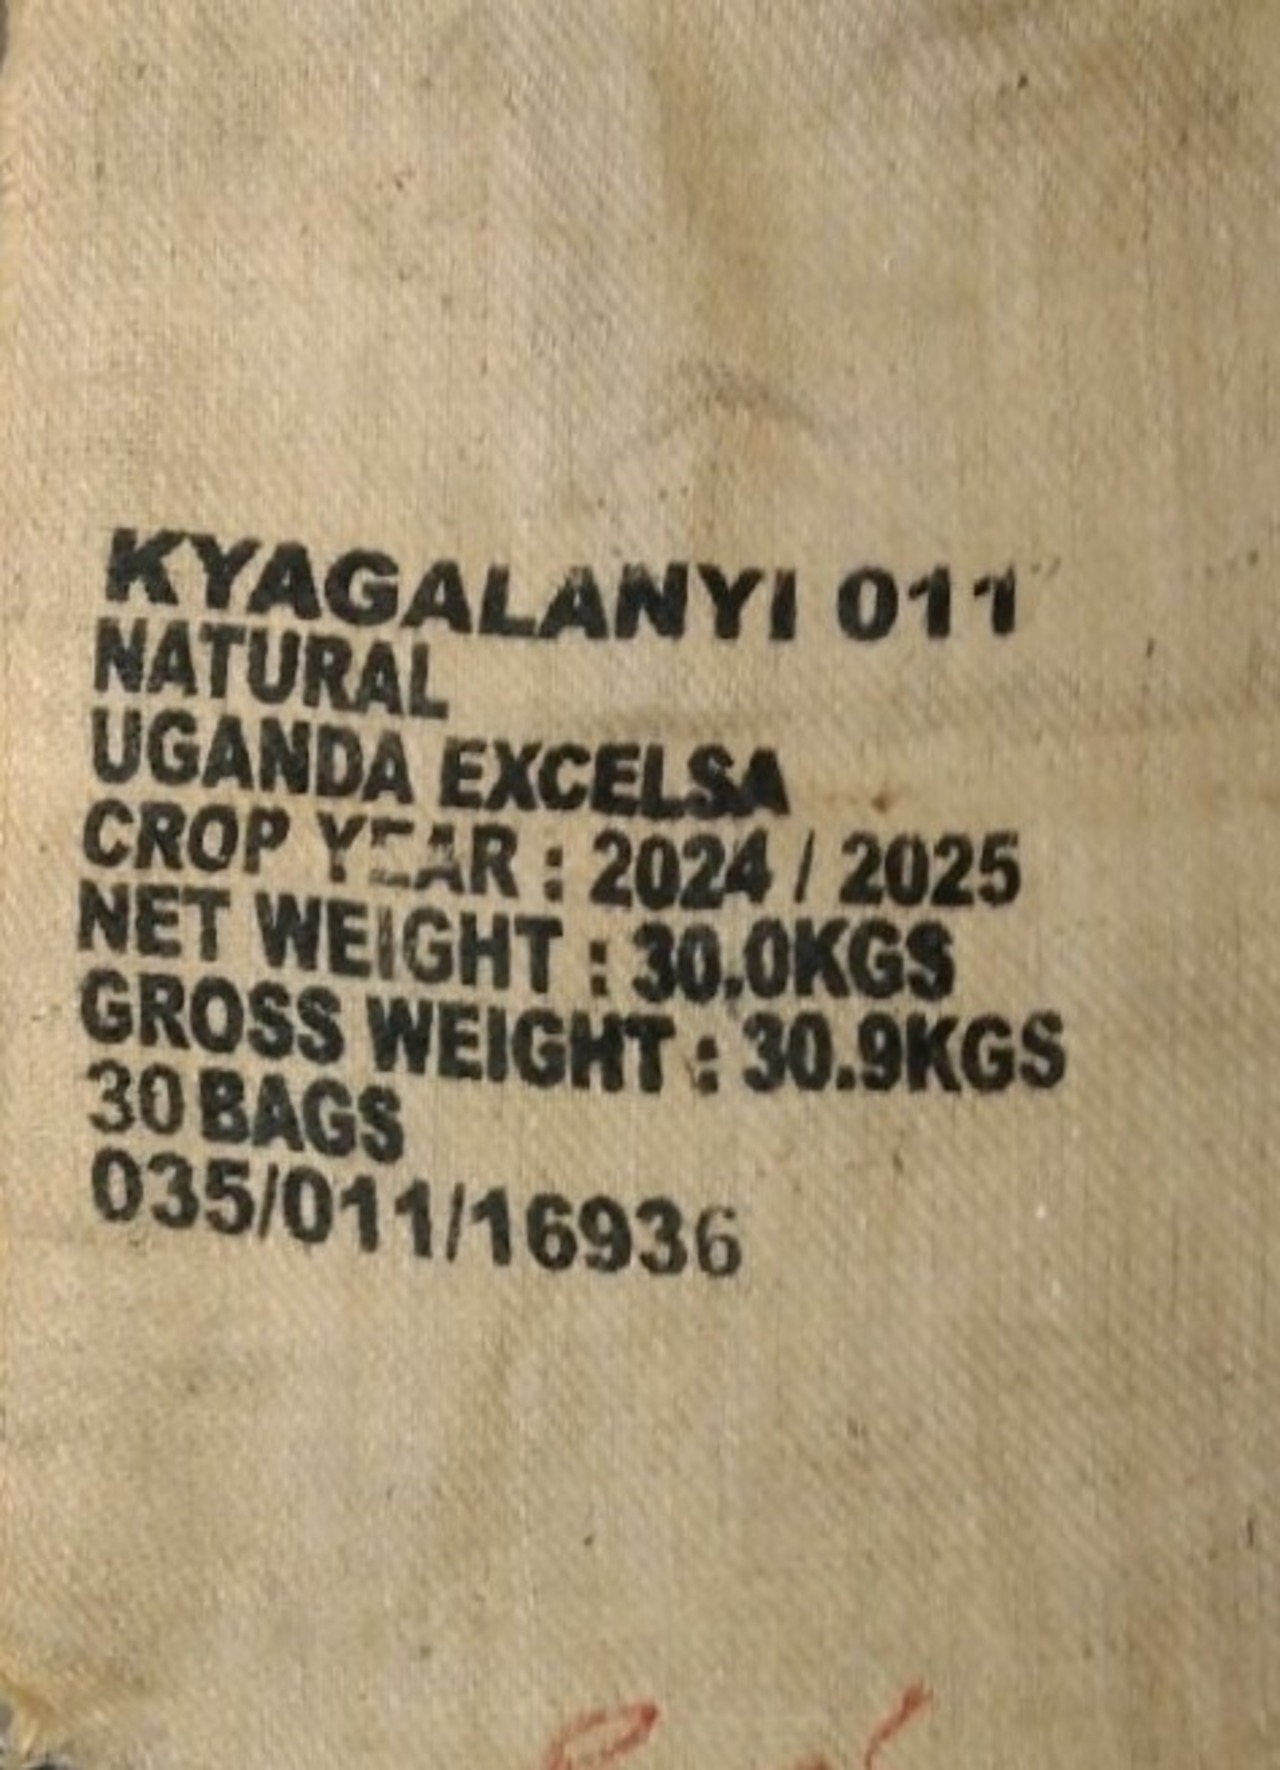 KYAGALANYI 011
NATURAL
UGANDA EXCELSA
CROP YEAR : 2024 / 2025
NET WEIGHT : 30.0KGS
GROSS WEIGHT : 30.9KGS
30 BAGS
035/011/16936